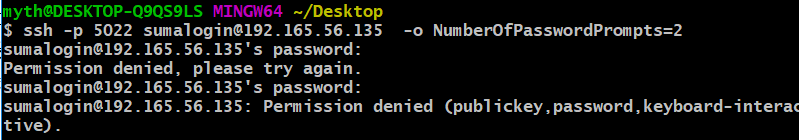 myth@DESKTOP-Q9QS9LS MINGW64 ~/Desktop
$ ssh -p 5022 sumalogin@192.165.56.135  -o NumberOfPasswordPrompts=2
sumalogin@192.165.56.135's password:
Permission denied, please try again.
sumalogin@192.165.56.135's password:
sumalogin@192.165.56.135: Permission denied (publickey,password,keyboard-interac
tive).